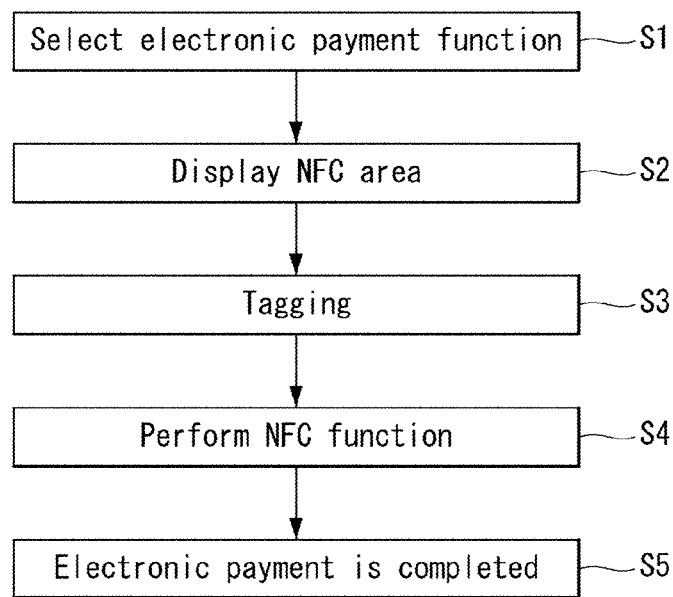 Select electronic payment function S1
Display NFC area S2
Tagging S3
Perform NFC function S4
Electronic payment is completed S5